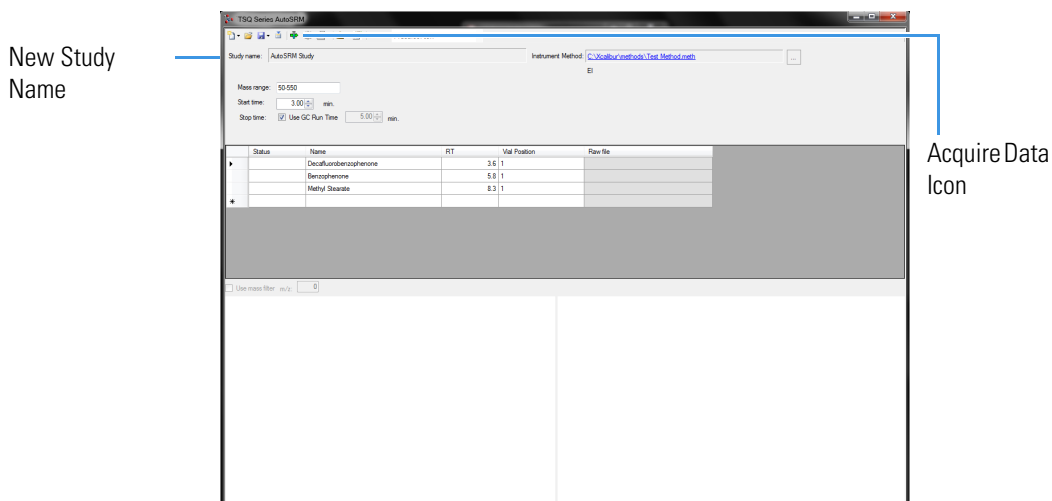 TSQ Series AutoSRM
New Study
Name
Study name: AutoSRM Study
Instrument Method: C:\Xcalibur\methods\Test Method.meth ...
EI
Mass range: 50-550
Start time: 3.00 min.
Stop time: Use GC Run Time 5.00 min.
Acquire Data
Icon
Status Name RT Vial Position Raw file
Decafluorobenzophenone 3.6 1
Benzophenone 5.8 1
Methyl Stearate 8.3 1
Use mass filter m/z: 0